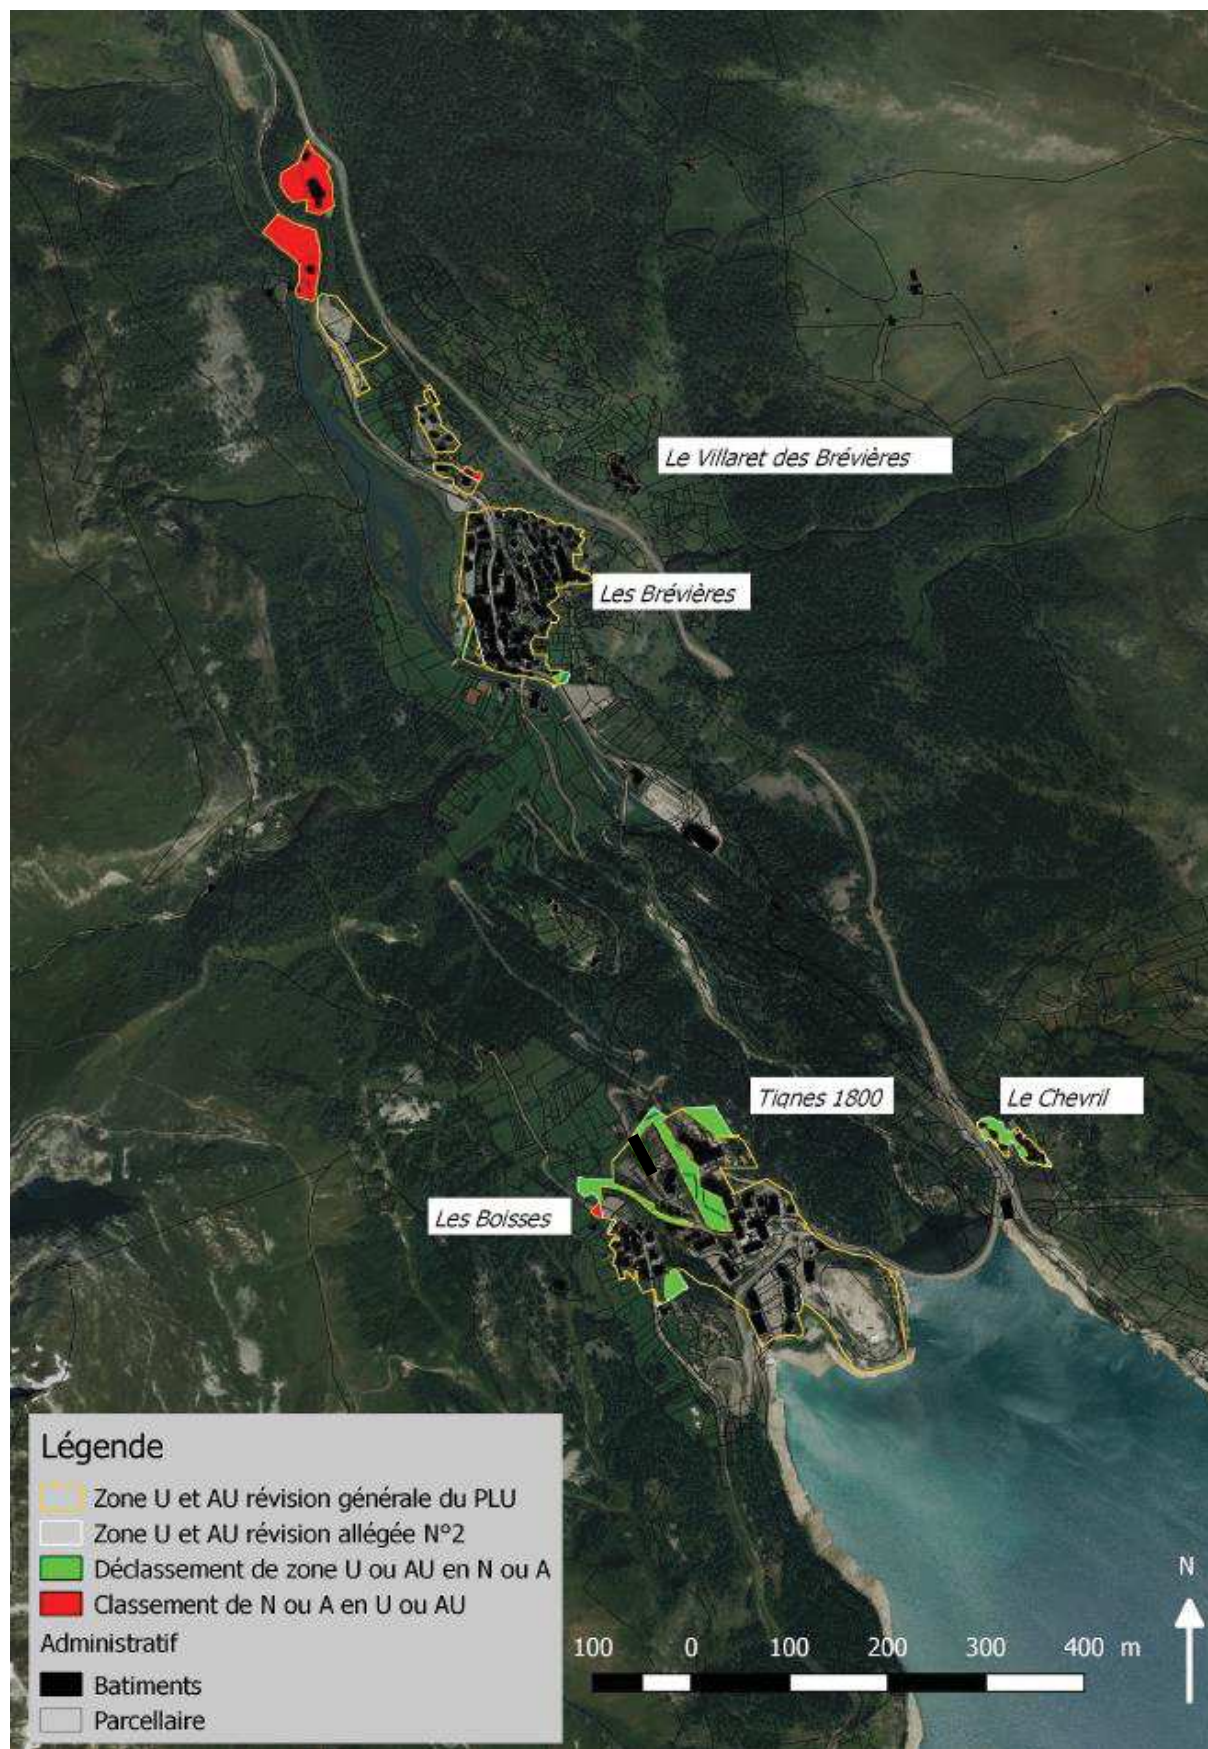 Le Villaret des Brévières
Les Brévières
Tignes 1800
Le Chevril
Les Boisses
Légende
Zone U et AU révision générale du PLU
Zone U et AU révision allégée N°2
Déclassement de zone U ou AU en N ou A
Classement de N ou A en U ou AU
Administratif
Batiments
Parcellaire
N
100 0 100 200 300 400 m